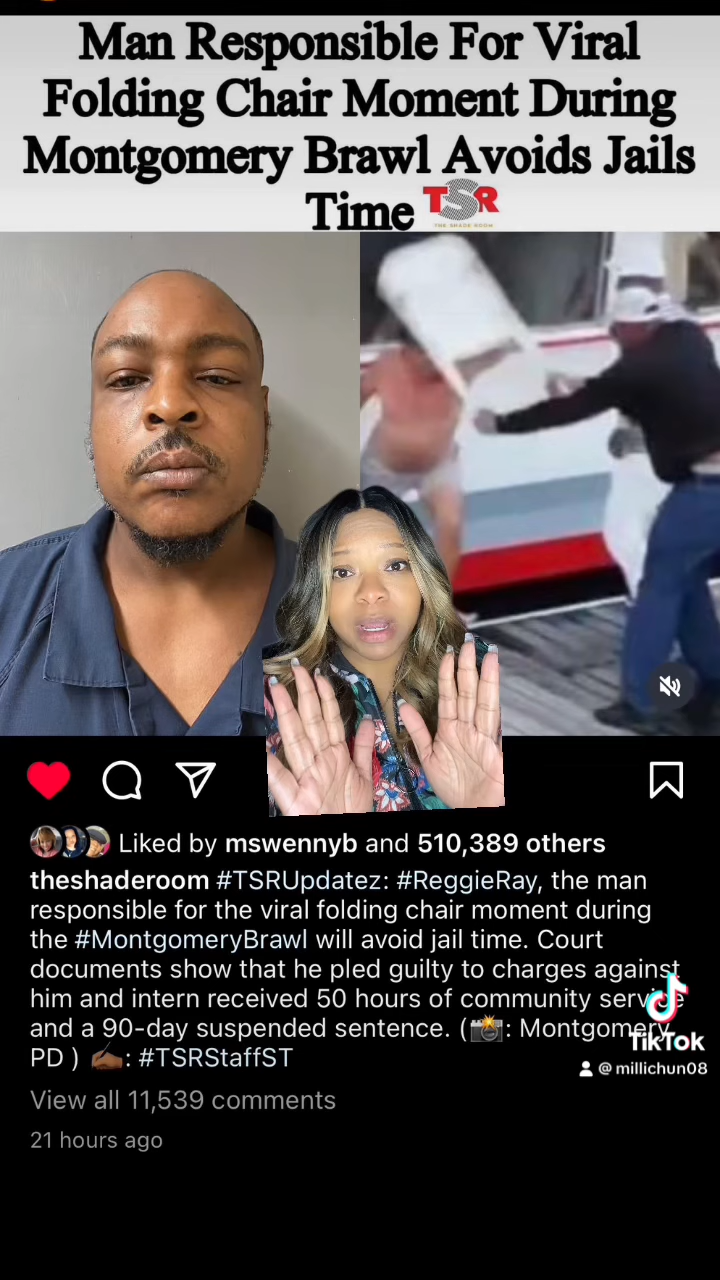 Man Responsible For Viral
Folding Chair Moment During
Montgomery Brawl Avoids Jails
Time TSR
THE SHADE ROOM
Liked by mswennyb and 510,389 others
theshaderoom #TSRUpdatez: #ReggieRay, the man
responsible for the viral folding chair moment during
the #MontgomeryBrawl will avoid jail time. Court
documents show that he pled guilty to charges against
him and intern received 50 hours of community service
and a 90-day suspended sentence. (📸: Montgomery
PD ) ✍🏾: #TSRStaffST
TikTok
@ millichun08
View all 11,539 comments
21 hours ago